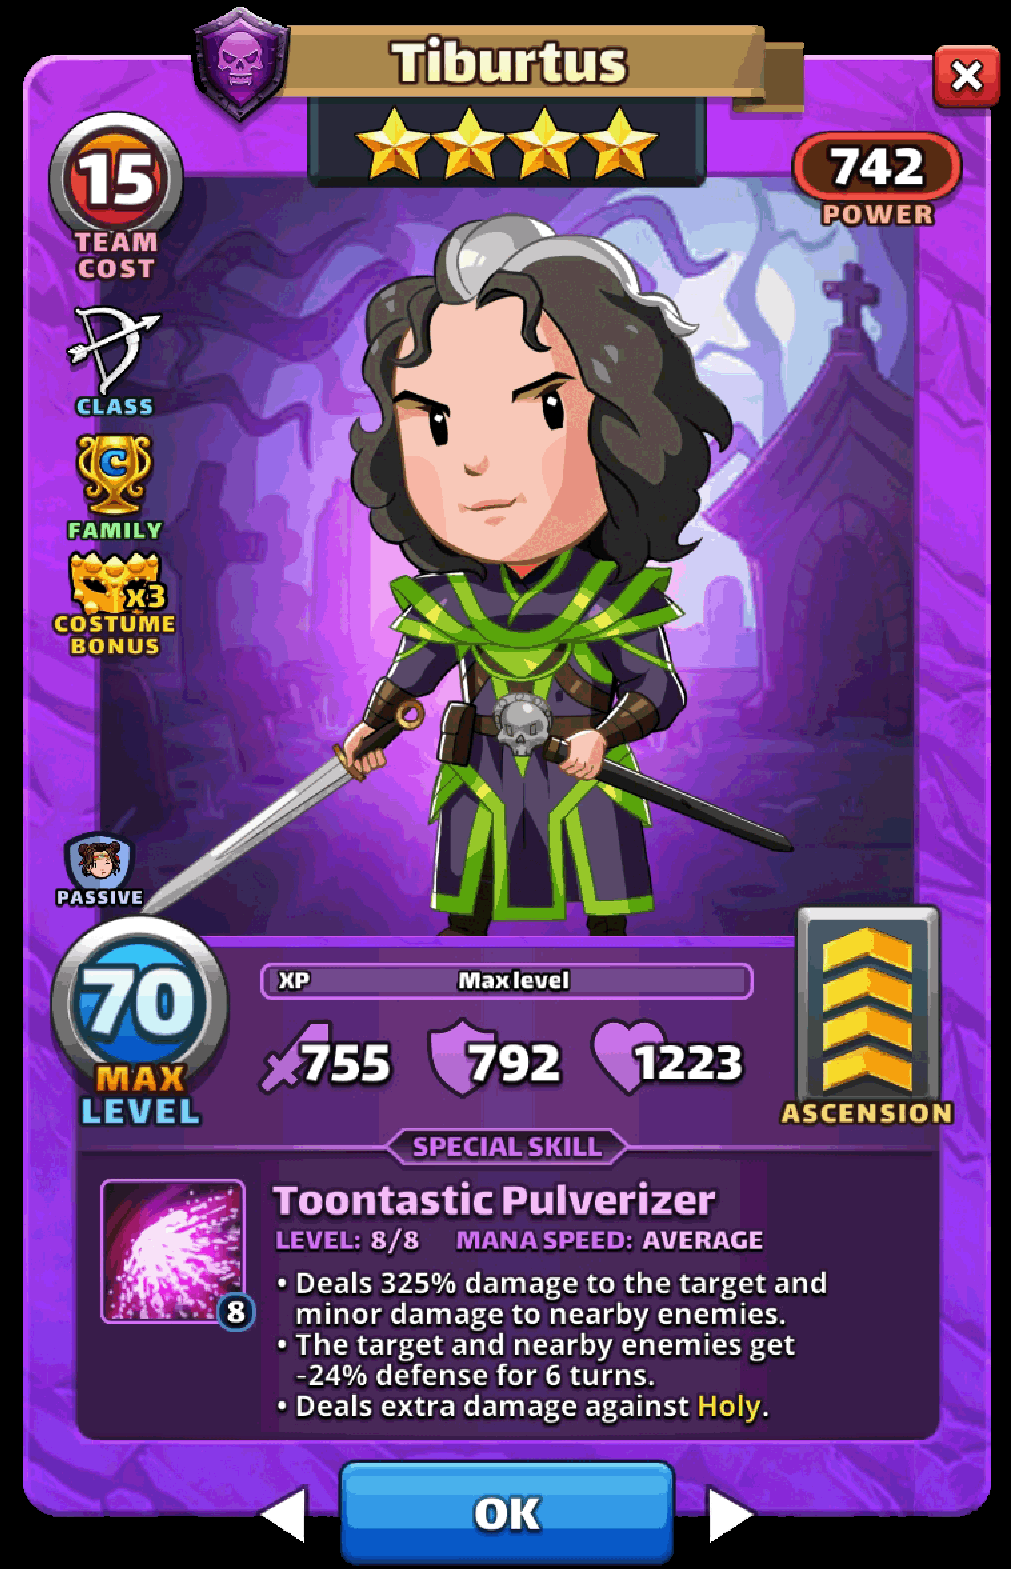 Tiburtus
15
TEAM
COST
742
POWER
CLASS
C
FAMILY
x3
COSTUME
BONUS
PASSIVE
70
MAX
LEVEL
XP Max level
755 792 1223
ASCENSION
SPECIAL SKILL
Toontastic Pulverizer
LEVEL: 8/8 MANA SPEED: AVERAGE
8
• Deals 325% damage to the target and
minor damage to nearby enemies.
• The target and nearby enemies get
-24% defense for 6 turns.
• Deals extra damage against Holy.
OK